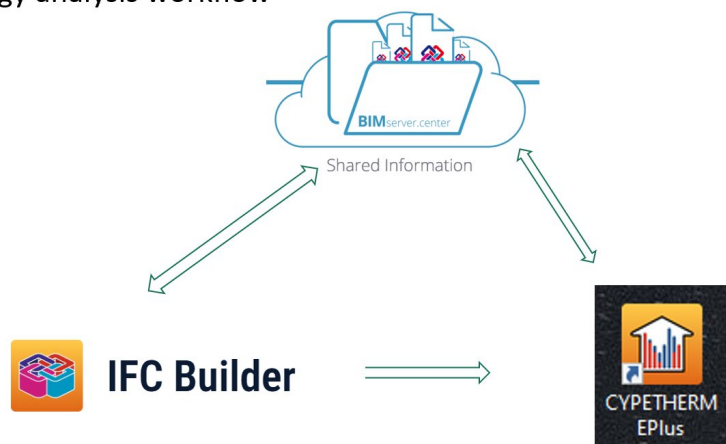 gy analysis workflow
BIMserver.center
Shared Information
IFC Builder
CYPETHERM
EPlus